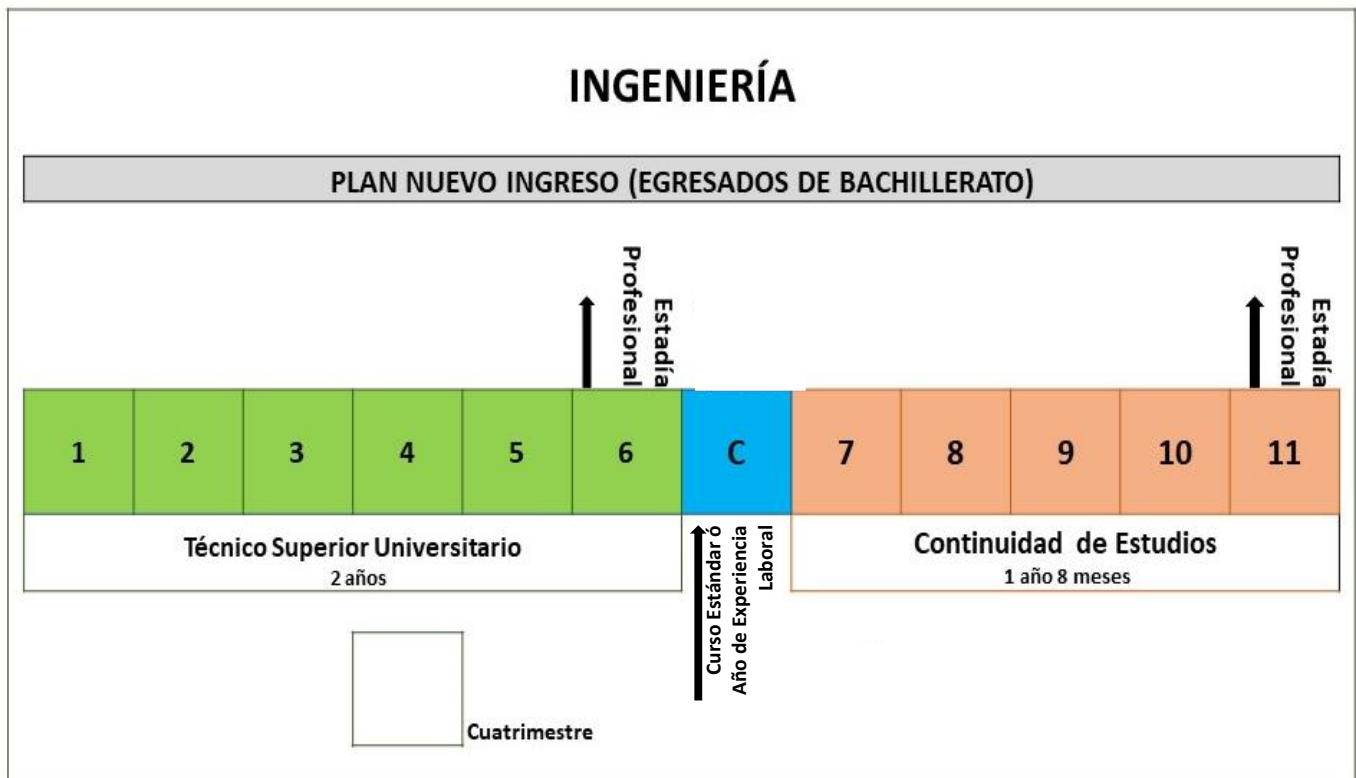 INGENIERÍA
PLAN NUEVO INGRESO (EGRESADOS DE BACHILLERATO)
Estadía
Profesional
Estadía
Profesional
1
2
3
4
5
6
C
7
8
9
10
11
Técnico Superior Universitario
2 años
Curso Estándar ó
Año de Experiencia
Laboral
Continuidad de Estudios
1 año 8 meses
Cuatrimestre